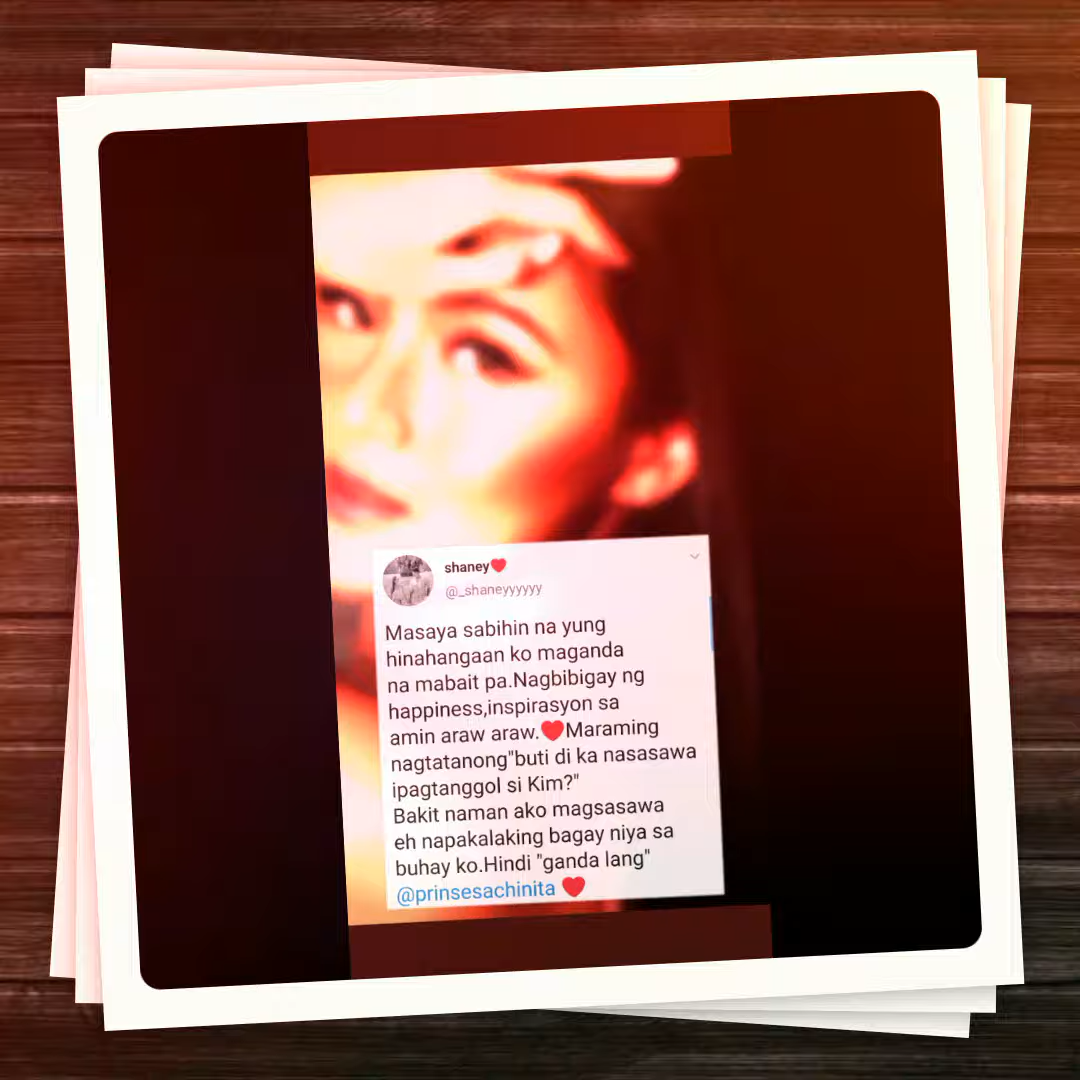 shaney❤
@_shaneyyyyyy
Masaya sabihin na yung
hinahangaan ko maganda
na mabait pa.Nagbibigay ng
happiness,inspirasyon sa
amin araw araw.❤Maraming
nagtatanong"buti di ka nasasawa
ipagtanggol si Kim?"
Bakit naman ako magsasawa
eh napakalaking bagay niya sa
buhay ko.Hindi "ganda lang"
@prinsesachinita ❤